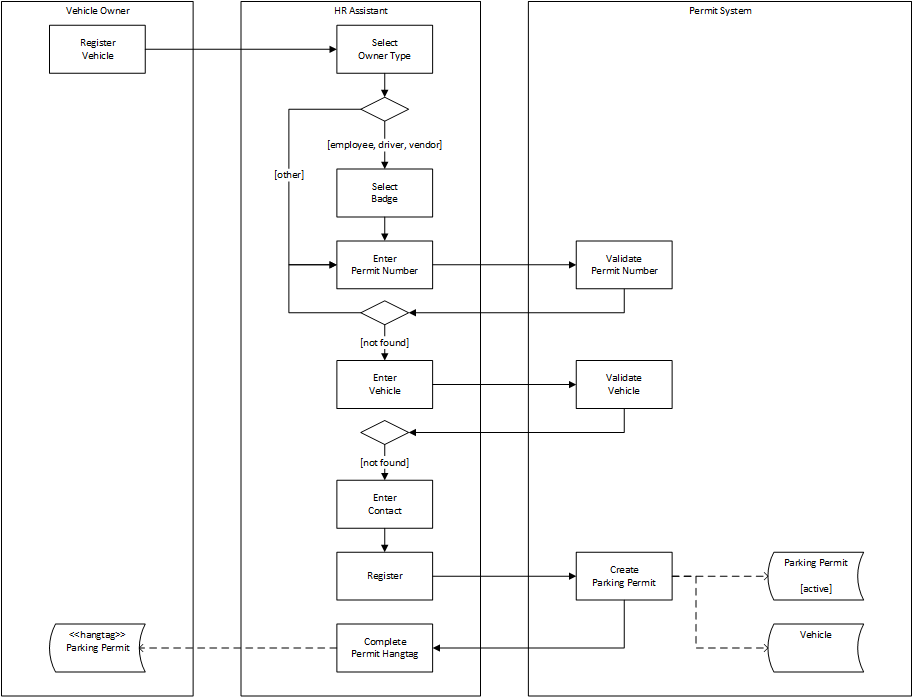 Vehicle Owner
HR Assistant
Permit System
Register
Vehicle
Select
Owner Type
[employee, driver, vendor]
[other]
Select
Badge
Enter
Permit Number
Validate
Permit Number
[not found]
Enter
Vehicle
Validate
Vehicle
[not found]
Enter
Contact
Register
Create
Parking Permit
Parking Permit
[active]
<<hangtag>>
Parking Permit
Complete
Permit Hangtag
Vehicle